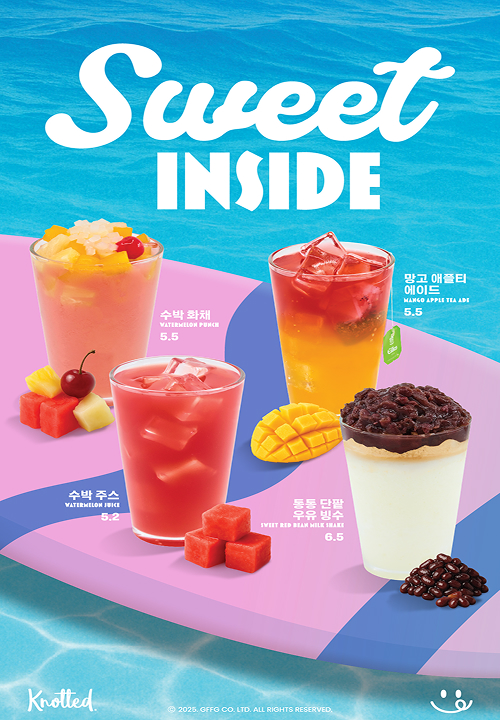 Sweet
INSIDE
망고 애플티
에이드
MANGO APPLE TEA ADE
5.5
수박 화채
WATERMELON PUNCH
5.5
수박 주스
WATERMELON JUICE
5.2
통통 단팥
우유 빙수
SWEET RED BEAN MILK SHAKE
6.5
Knotted.
© 2025. GFFG CO. LTD. ALL RIGHTS RESERVED.